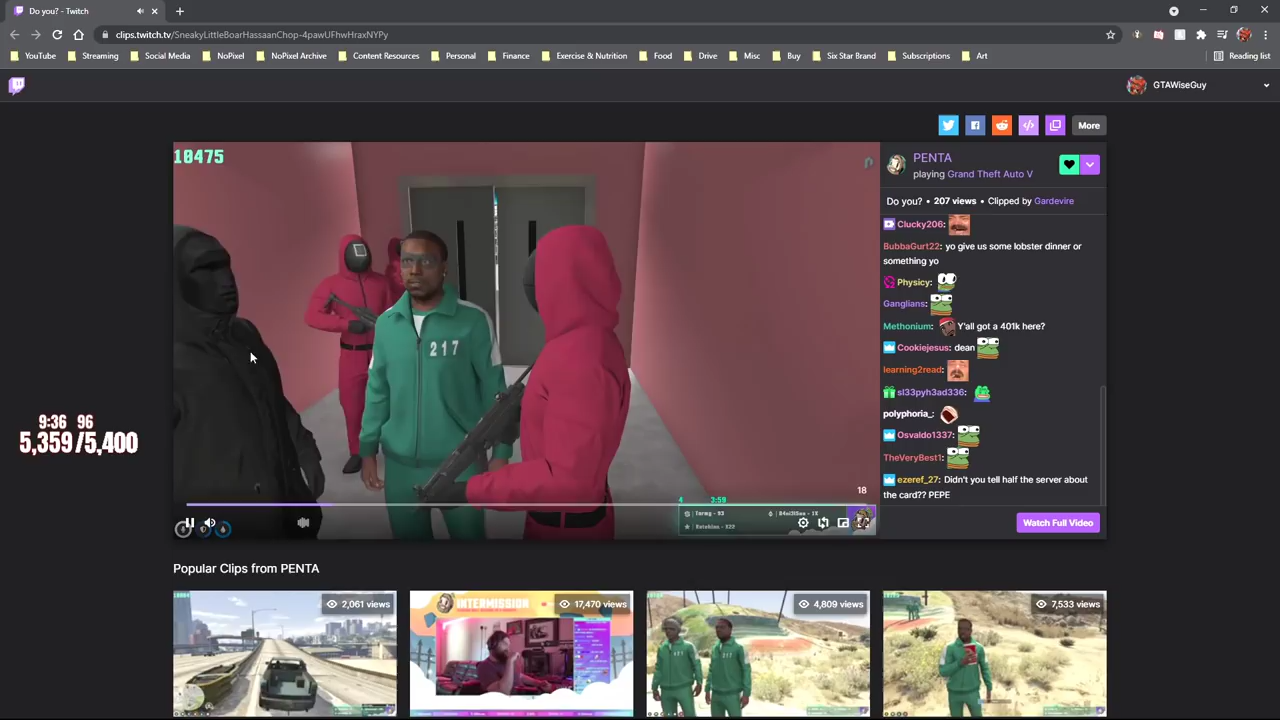 Do you? - Twitch
clips.twitch.tv/SneakyLittleBoarHassaanChop-4pawUFhwHraxNYPy
YouTube Streaming Social Media NoPixel NoPixel Archive Content Resources Personal Finance Exercise & Nutrition Food Drive Misc Buy Six Star Brand Subscriptions Art Reading list
GTAWiseGuy
More
10475
PENTA
playing Grand Theft Auto V
Do you? • 207 views • Clipped by Gardevire
Clucky206:
BubbaGurt22: yo give us some lobster dinner or
something yo
Physicy:
Ganglians:
Methonium: Y'all got a 401k here?
Cookiejesus: dean
learning2read:
sl33pyh3ad336:
polyphoria_:
Osvaldo1337:
TheVeryBest1:
ezeref_27: Didn't you tell half the server about
the card?? PEPE
Watch Full Video
217
18
4 3:59
9:36 96
5,359/5,400
Popular Clips from PENTA
2,061 views
INTERMISSION
17,470 views
4,809 views
7,533 views
217